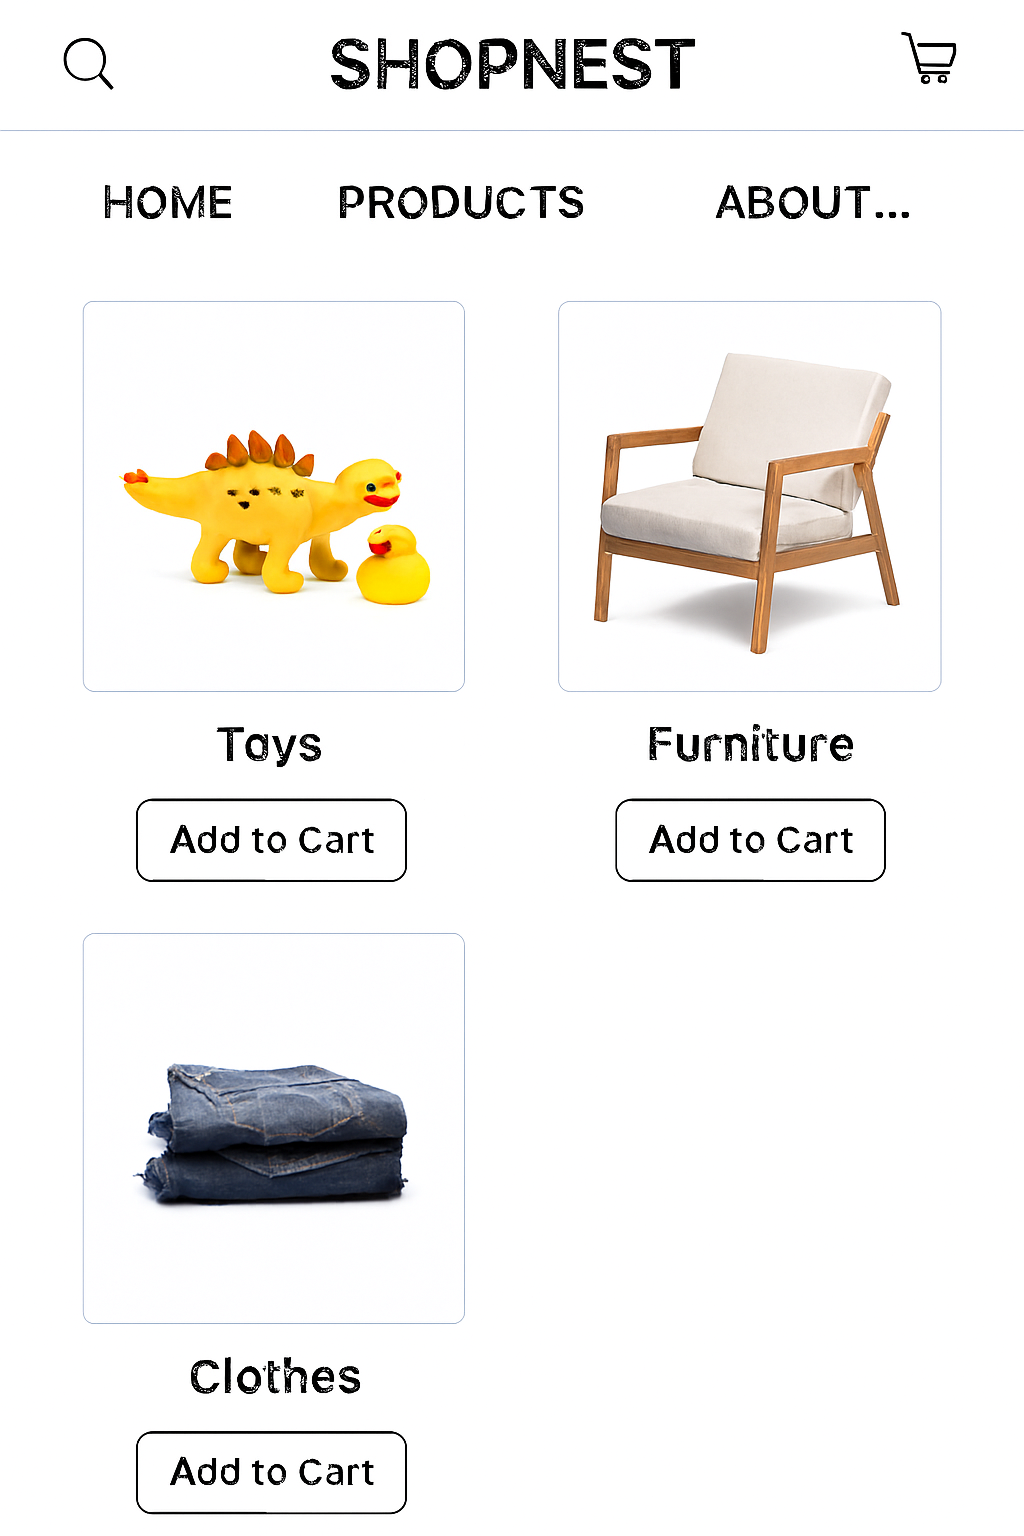 SHOPNEST
HOME PRODUCTS ABOUT...
Toys Furniture
Add to Cart Add to Cart
Clothes
Add to Cart